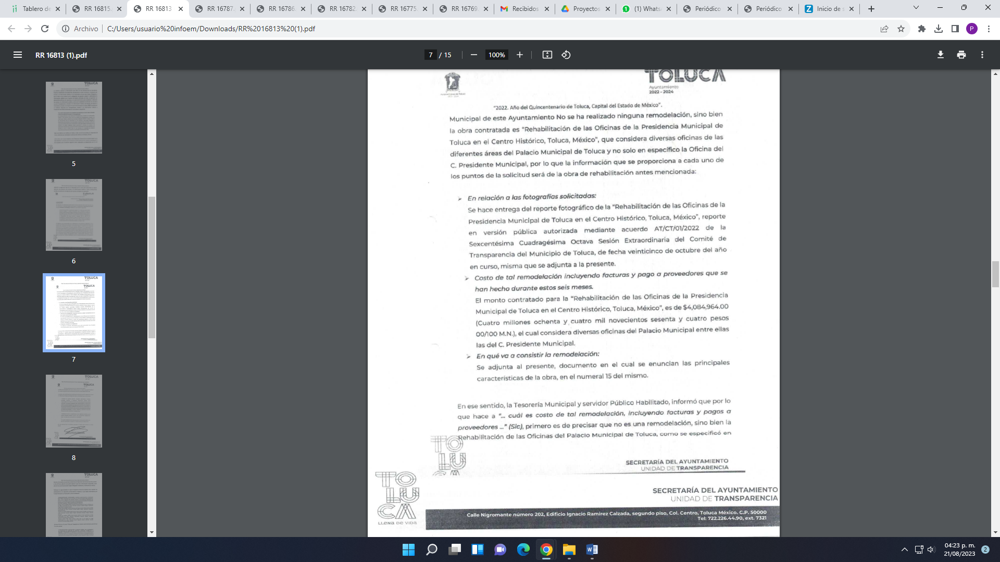 Tablero de
RR 16815.
RR 16813
RR 16787.
RR 16786.
RR 16782
RR 16775.
RR 16769.
Recibidos
Proyectos
(1) Whats
Periódico
Periódico
Inicio de s
Archivo | C:/Users/usuario%20infoem/Downloads/RR%2016813%20(1).pdf
RR 16813 (1).pdf
7 / 15
100%
5
6
7
8
TOLUCA
Ayuntamiento
2022 - 2024
"2022. Año del Quincentenario de Toluca, Capital del Estado de México".
Municipal de este Ayuntamiento No se ha realizado ninguna remodelación, sino bien
la obra contratada es "Rehabilitación de las Oficinas de la Presidencia Municipal de
Toluca en el Centro Histórico, Toluca, México", que considera diversas oficinas de las
diferentes áreas del Palacio Municipal de Toluca y no solo en específico la Oficina del
C. Presidente Municipal, por lo que la información que se proporciona a cada uno de
los puntos de la solicitud será de la obra de rehabilitación antes mencionada:
➢ En relación a las fotografías solicitadas:
Se hace entrega del reporte fotográfico de la "Rehabilitación de las Oficinas de la
Presidencia Municipal de Toluca en el Centro Histórico, Toluca, México", reporte
en versión pública autorizada mediante acuerdo AT/CT/01/2022 de la
Sexcentésima Cuadragésima Octava Sesión Extraordinaria del Comité de
Transparencia del Municipio de Toluca, de fecha veinticinco de octubre del año
en curso, misma que se adjunta a la presente.
➢ Costo de tal remodelación incluyendo facturas y pago a proveedores que se
han hecho durante estos seis meses.
El monto contratado para la "Rehabilitación de las Oficinas de la Presidencia
Municipal de Toluca en el Centro Histórico, Toluca, México", es de $4,084,964.00
(Cuatro millones ochenta y cuatro mil novecientos sesenta y cuatro pesos
00/100 M.N.), el cual considera diversas oficinas del Palacio Municipal entre ellas
las del C. Presidente Municipal.
➢ En qué va a consistir la remodelación:
Se adjunta al presente, documento en el cual se enuncian las principales
características de la obra, en el numeral 15 del mismo.
En ese sentido, la Tesorería Municipal y servidor Público Habilitado, informó que por lo
que hace a "... cuál es costo de tal remodelación, incluyendo facturas y pagos a
proveedores ..." (Sic), primero es de precisar que no es una remodelación, sino bien la
Rehabilitación de las Oficinas del Palacio Municipal de Toluca, como se especificó en
TO
LU
CA
SECRETARÍA DEL AYUNTAMIENTO
UNIDAD DE TRANSPARENCIA
TO
LU
CA
LLENA DE VIDA
SECRETARÍA DEL AYUNTAMIENTO
UNIDAD DE TRANSPARENCIA
Calle Nigromante número 202, Edificio Ignacio Ramírez Calzada, segundo piso, Col. Centro, Toluca México. C.P. 50000
Tel: 722.226.44.90, ext. 7321
04:23 p. m.
21/08/2023
2